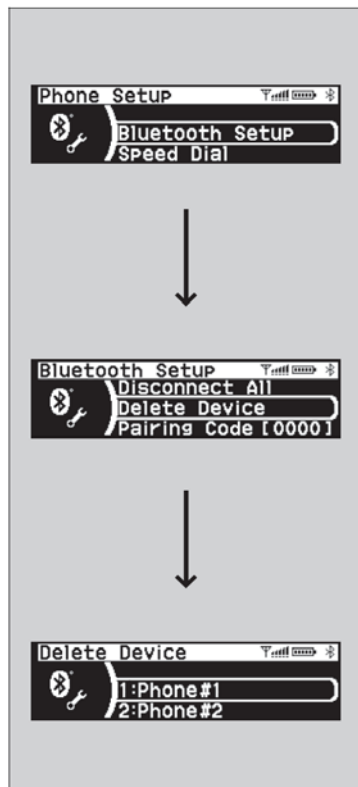 Phone Setup
Bluetooth Setup
Speed Dial
Bluetooth Setup
Disconnect All
Delete Device
Pairing Code [0000]
Delete Device
1:Phone#1
2:Phone#2